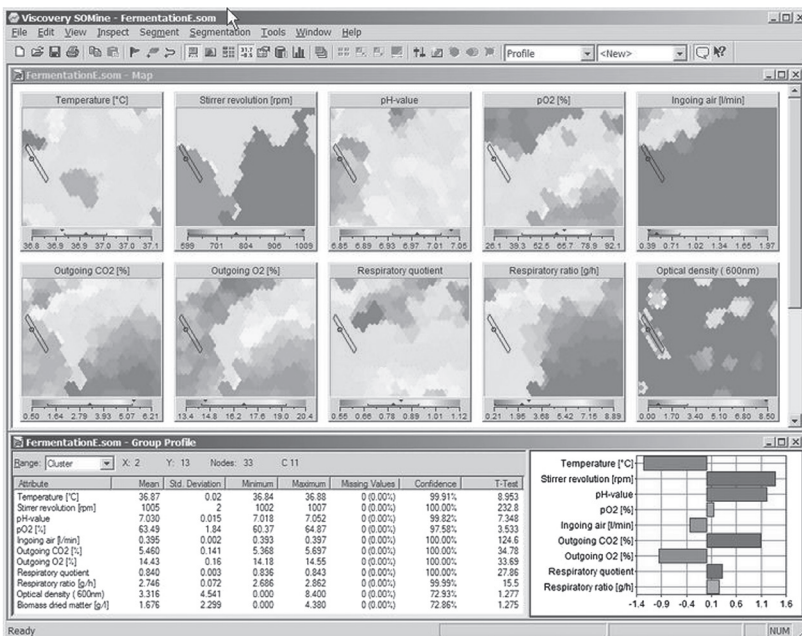 Viscovery SOMine - FermentationE.som
File Edit View Inspect Segment Segmentation Tools Window Help
Profile <New>
FermentationE.som - Map
Temperature [°C] Stirrer revolution [rpm] pH-value pO2 [%] Ingoing air [l/min]
36.8 36.9 36.9 37.0 37.0 37.1 599 701 804 906 1009 6.85 6.89 6.93 6.97 7.01 7.05 26.1 39.3 52.5 65.7 78.9 92.1 0.39 0.71 1.02 1.34 1.65 1.97
Outgoing CO2 [%] Outgoing O2 [%] Respiratory quotient Respiratory ratio [g/h] Optical density ( 600nm)
0.50 1.64 2.79 3.93 5.07 6.21 13.4 14.8 16.2 17.6 19.0 20.4 0.55 0.66 0.78 0.89 1.01 1.12 0.21 1.95 3.68 5.42 7.15 8.89 0.00 1.70 3.40 5.10 6.80 8.50
FermentationE.som - Group Profile
Range: Cluster X: 2 Y: 13 Nodes: 33 C 11
Attribute Mean Std. Deviation Minimum Maximum Missing Values Confidence T-Test
Temperature [°C] 36.87 0.02 36.84 36.88 0 (0.00%) 99.91% 8.953
Stirrer revolution [rpm] 1005 2 1002 1007 0 (0.00%) 100.00% 232.8
pH-value 7.030 0.015 7.018 7.052 0 (0.00%) 99.82% 7.348
pO2 [%] 63.49 1.84 60.37 64.87 0 (0.00%) 97.58% 3.533
Ingoing air [l/min] 0.395 0.002 0.393 0.397 0 (0.00%) 100.00% 124.6
Outgoing CO2 [%] 5.460 0.141 5.368 5.697 0 (0.00%) 100.00% 34.78
Outgoing O2 [%] 14.43 0.16 14.18 14.55 0 (0.00%) 100.00% 33.69
Respiratory quotient 0.840 0.003 0.836 0.843 0 (0.00%) 100.00% 27.86
Respiratory ratio [g/h] 2.746 0.072 2.686 2.862 0 (0.00%) 99.99% 15.5
Optical density ( 600nm) 3.316 4.541 0.000 8.400 0 (0.00%) 72.93% 1.277
Biomass dried matter [g/l] 1.676 2.299 0.000 4.380 0 (0.00%) 72.86% 1.275
Temperature [°C]
Stirrer revolution [rpm]
pH-value
pO2 [%]
Ingoing air [l/min]
Outgoing CO2 [%]
Outgoing O2 [%]
Respiratory quotient
Respiratory ratio [g/h]
-1.4 -0.9 -0.4 0.1 0.6 1.1 1.6
Ready NUM